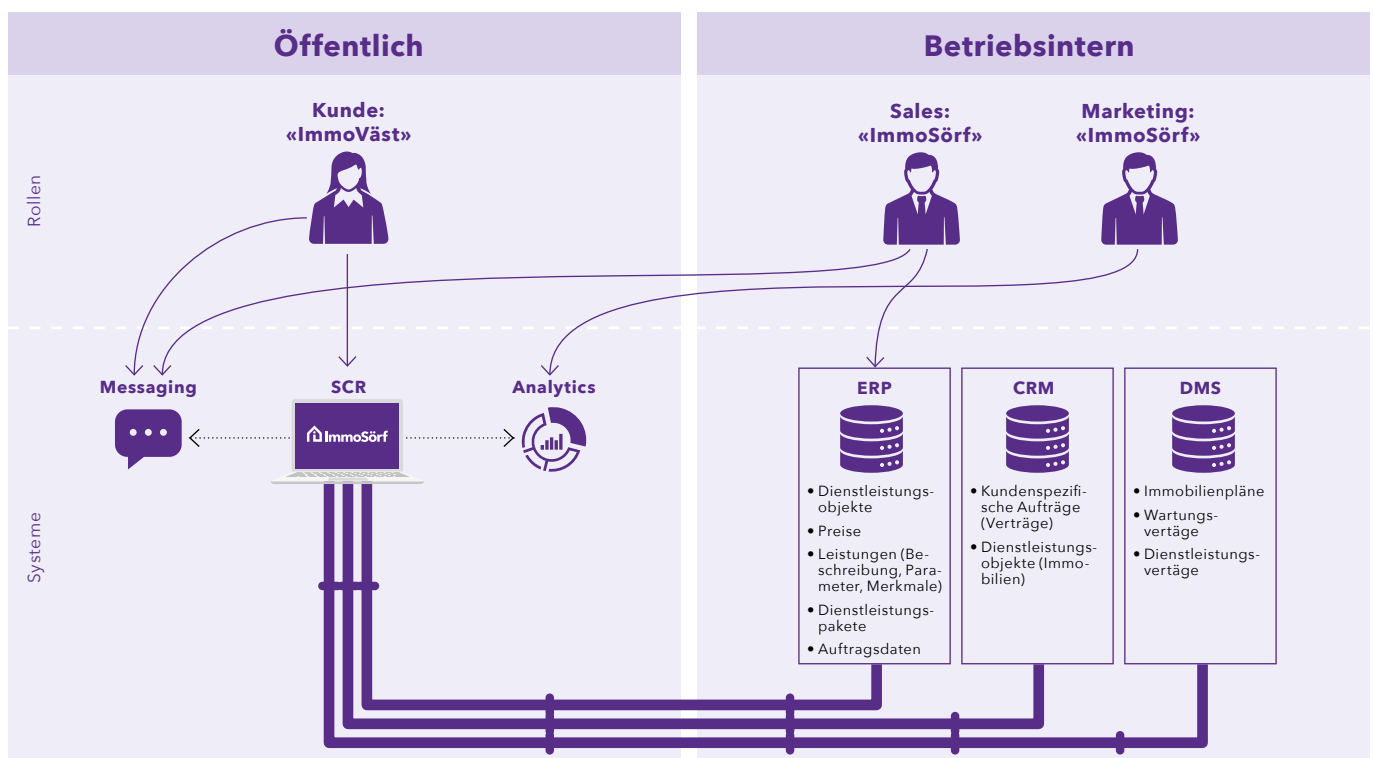 Öffentlich
Betriebsintern
Rollen
Kunde:
«ImmoVäst»
Sales:
«ImmoSörf»
Marketing:
«ImmoSörf»
Systeme
Messaging
SCR
ImmoSörf
Analytics
ERP
• Dienstleistungs-
objekte
• Preise
• Leistungen (Be-
schreibung, Para-
meter, Merkmale)
• Dienstleistungs-
pakete
• Auftragsdaten
CRM
• Kundenspezifi-
sche Aufträge
(Verträge)
• Dienstleistungs-
objekte (Immo-
bilien)
DMS
• Immobilienpläne
• Wartungs-
vertäge
• Dienstleistungs-
vertäge